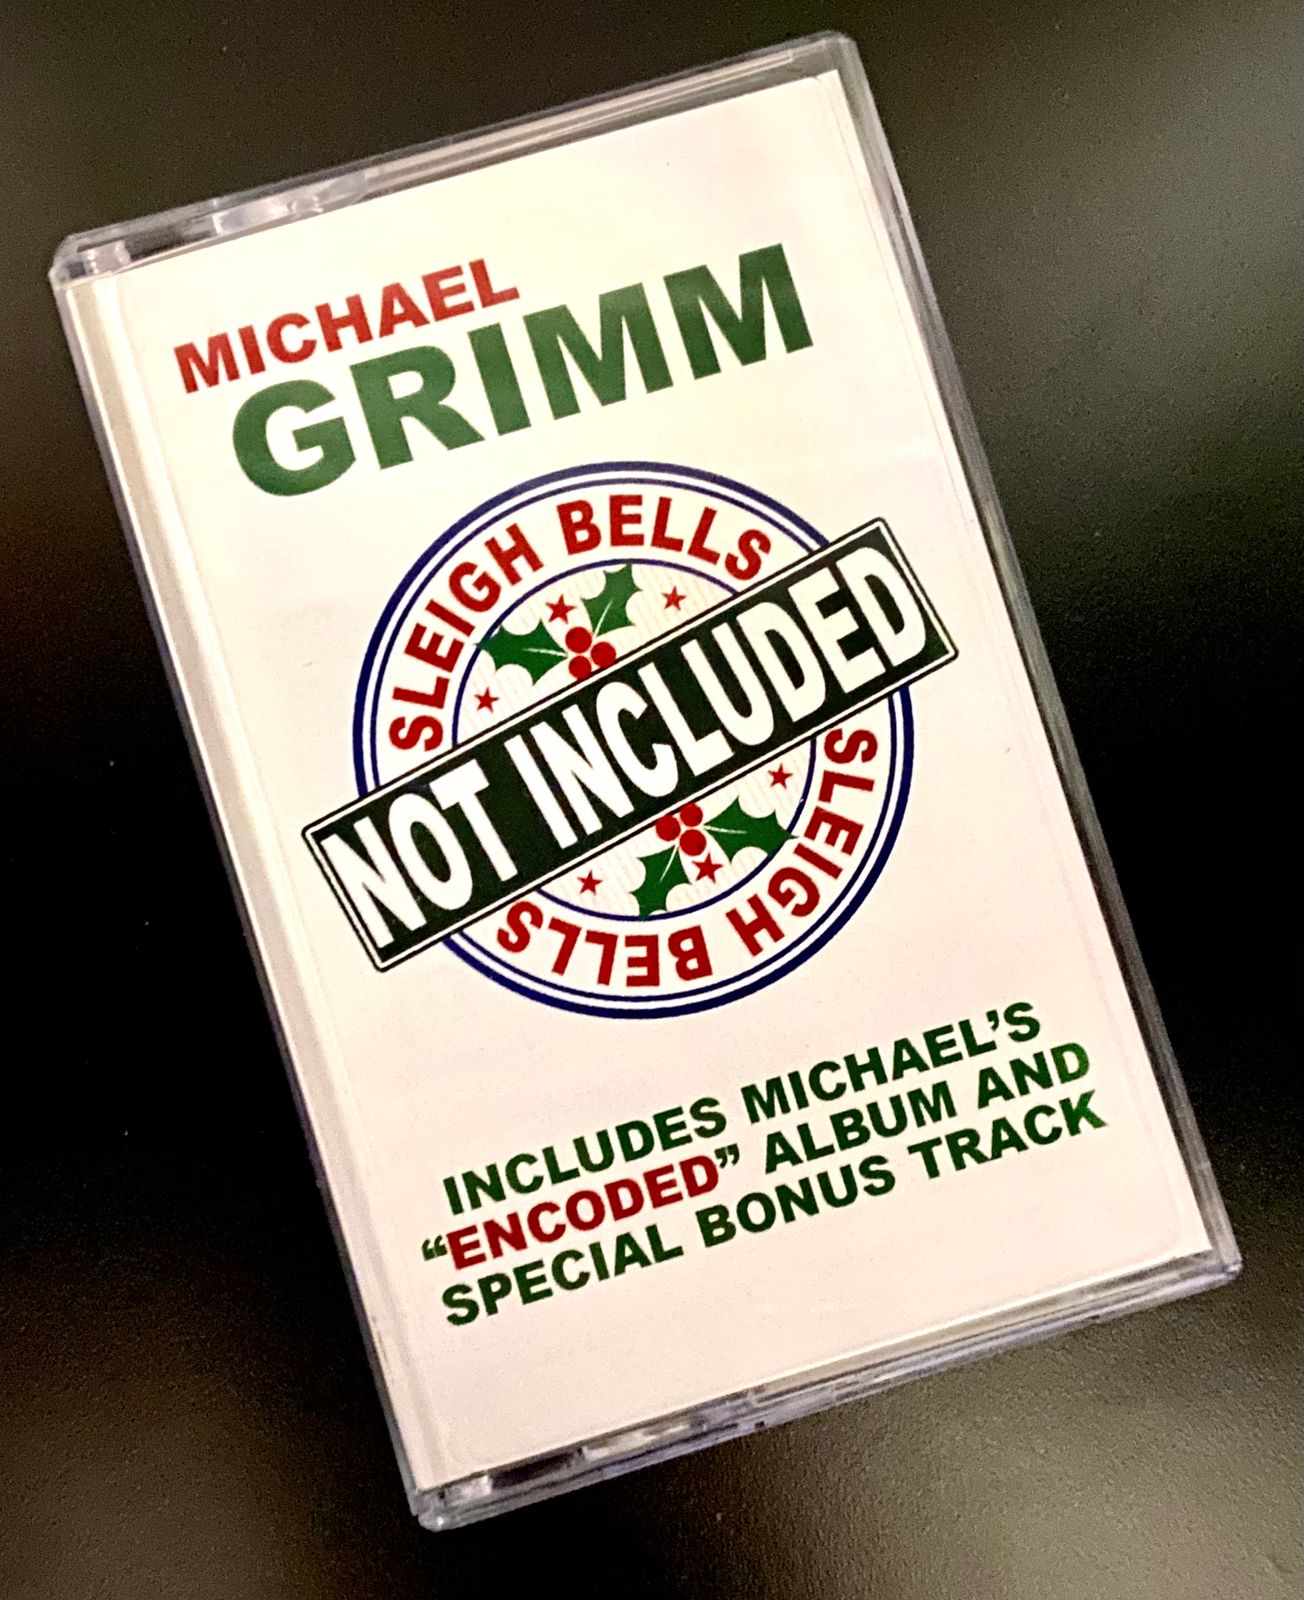 MICHAEL
GRIMM
SLEIGH BELLS
NOT INCLUDED
SLEIGH BELLS
INCLUDES MICHAEL’S
“ENCODED” ALBUM AND
SPECIAL BONUS TRACK